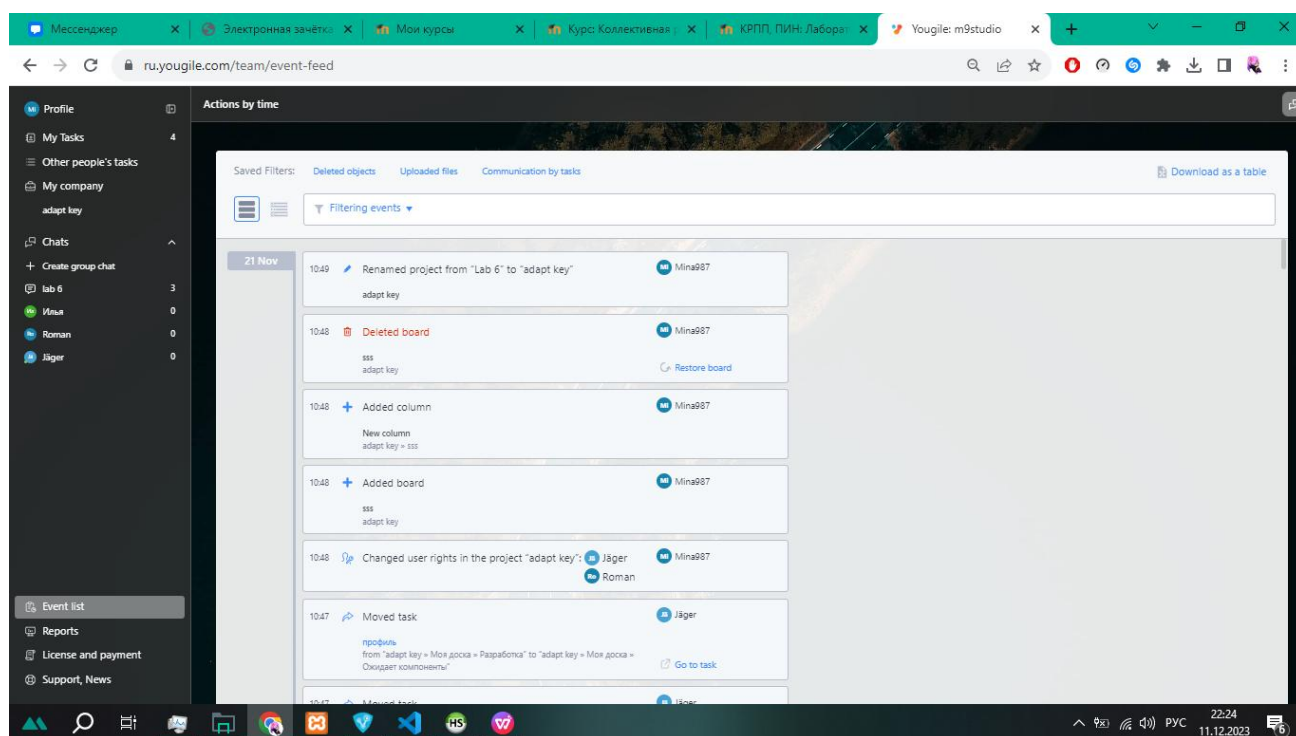 Мессенджер
Электронная зачётка
Мои курсы
Курс: Коллективная р
КРПП, ПИН: Лаборат
Yougile: m9studio
ru.yougile.com/team/event-feed
Profile
Actions by time
My Tasks 4
Other people's tasks
My company
adapt key
Chats
Create group chat
lab 6 3
Илья 0
Roman 0
Jäger 0
Event list
Reports
License and payment
Support, News
Saved Filters: Deleted objects Uploaded files Communication by tasks Download as a table
Filtering events
21 Nov
10:49 Renamed project from "Lab 6" to "adapt key" Mina987
adapt key
10:48 Deleted board Mina987
sss
adapt key Restore board
10:48 Added column Mina987
New column
adapt key » sss
10:48 Added board Mina987
sss
adapt key
10:48 Changed user rights in the project "adapt key": Jäger Mina987
Roman
10:47 Moved task Jäger
профиль
from "adapt key » Моя доска » Разработка" to "adapt key » Моя доска »
Ожидает компоненты" Go to task
10:47 Moved task Jäger
22:24
РУС
11.12.2023